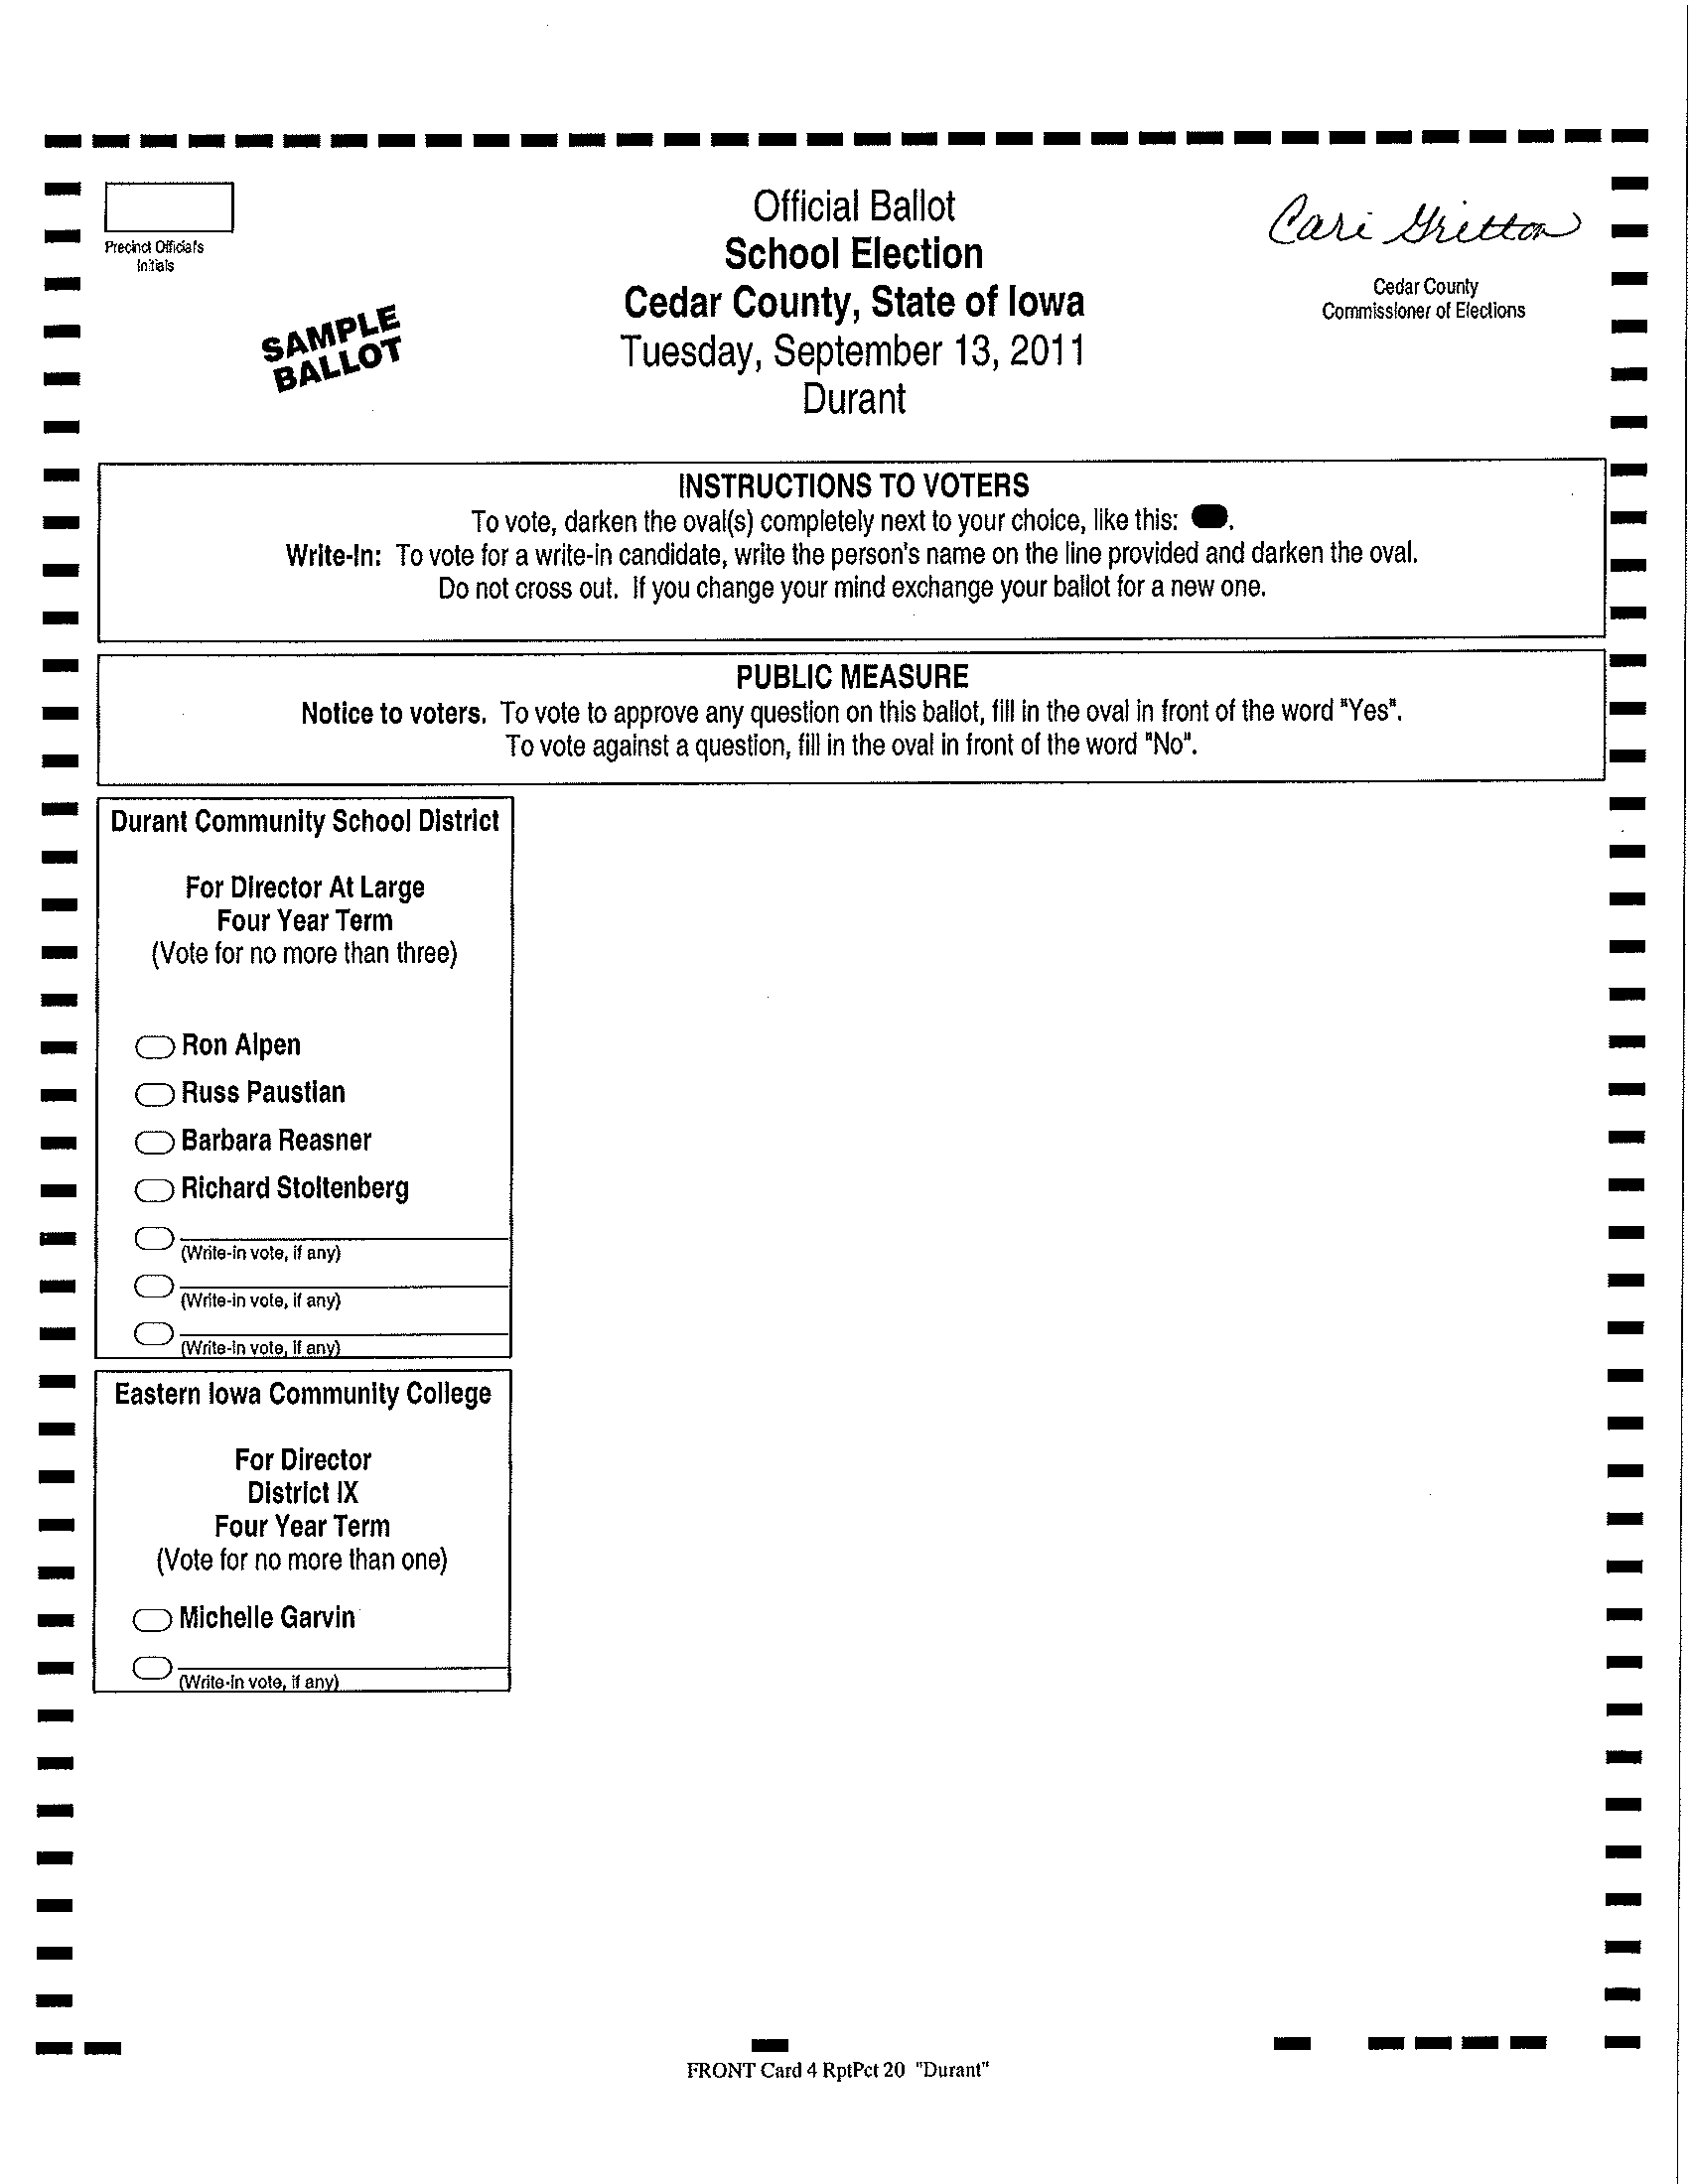 Official Ballot
School Election
Cedar County, State of Iowa
Tuesday, September 13, 2011
Durant
Precinct Official's
Initials
SAMPLE
BALLOT
Cari Gritton
Cedar County
Commissioner of Elections
INSTRUCTIONS TO VOTERS
To vote, darken the oval(s) completely next to your choice, like this: .
Write-In: To vote for a write-in candidate, write the person's name on the line provided and darken the oval.
Do not cross out. If you change your mind exchange your ballot for a new one.
PUBLIC MEASURE
Notice to voters. To vote to approve any question on this ballot, fill in the oval in front of the word "Yes".
To vote against a question, fill in the oval in front of the word "No".
Durant Community School District
For Director At Large
Four Year Term
(Vote for no more than three)
Ron Alpen
Russ Paustian
Barbara Reasner
Richard Stoltenberg
(Write-in vote, if any)
(Write-in vote, if any)
(Write-in vote, if any)
Eastern Iowa Community College
For Director
District IX
Four Year Term
(Vote for no more than one)
Michelle Garvin
(Write-in vote, if any)
FRONT Card 4 RptPct 20 "Durant"